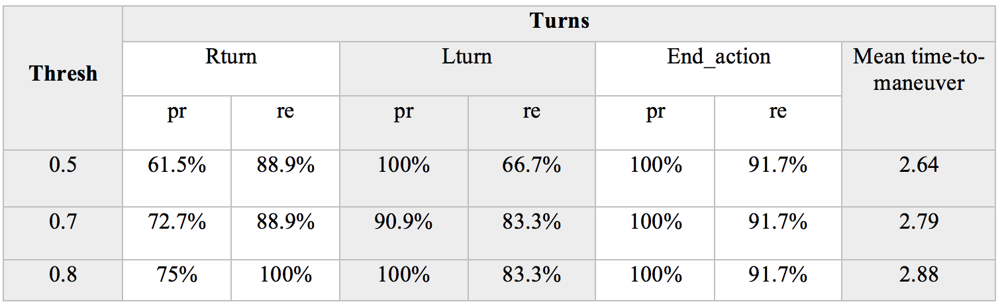 Turns
Thresh
Rturn Lturn End_action Mean time-to-
maneuver
pr re pr re pr re
0.5 61.5% 88.9% 100% 66.7% 100% 91.7% 2.64
0.7 72.7% 88.9% 90.9% 83.3% 100% 91.7% 2.79
0.8 75% 100% 100% 83.3% 100% 91.7% 2.88